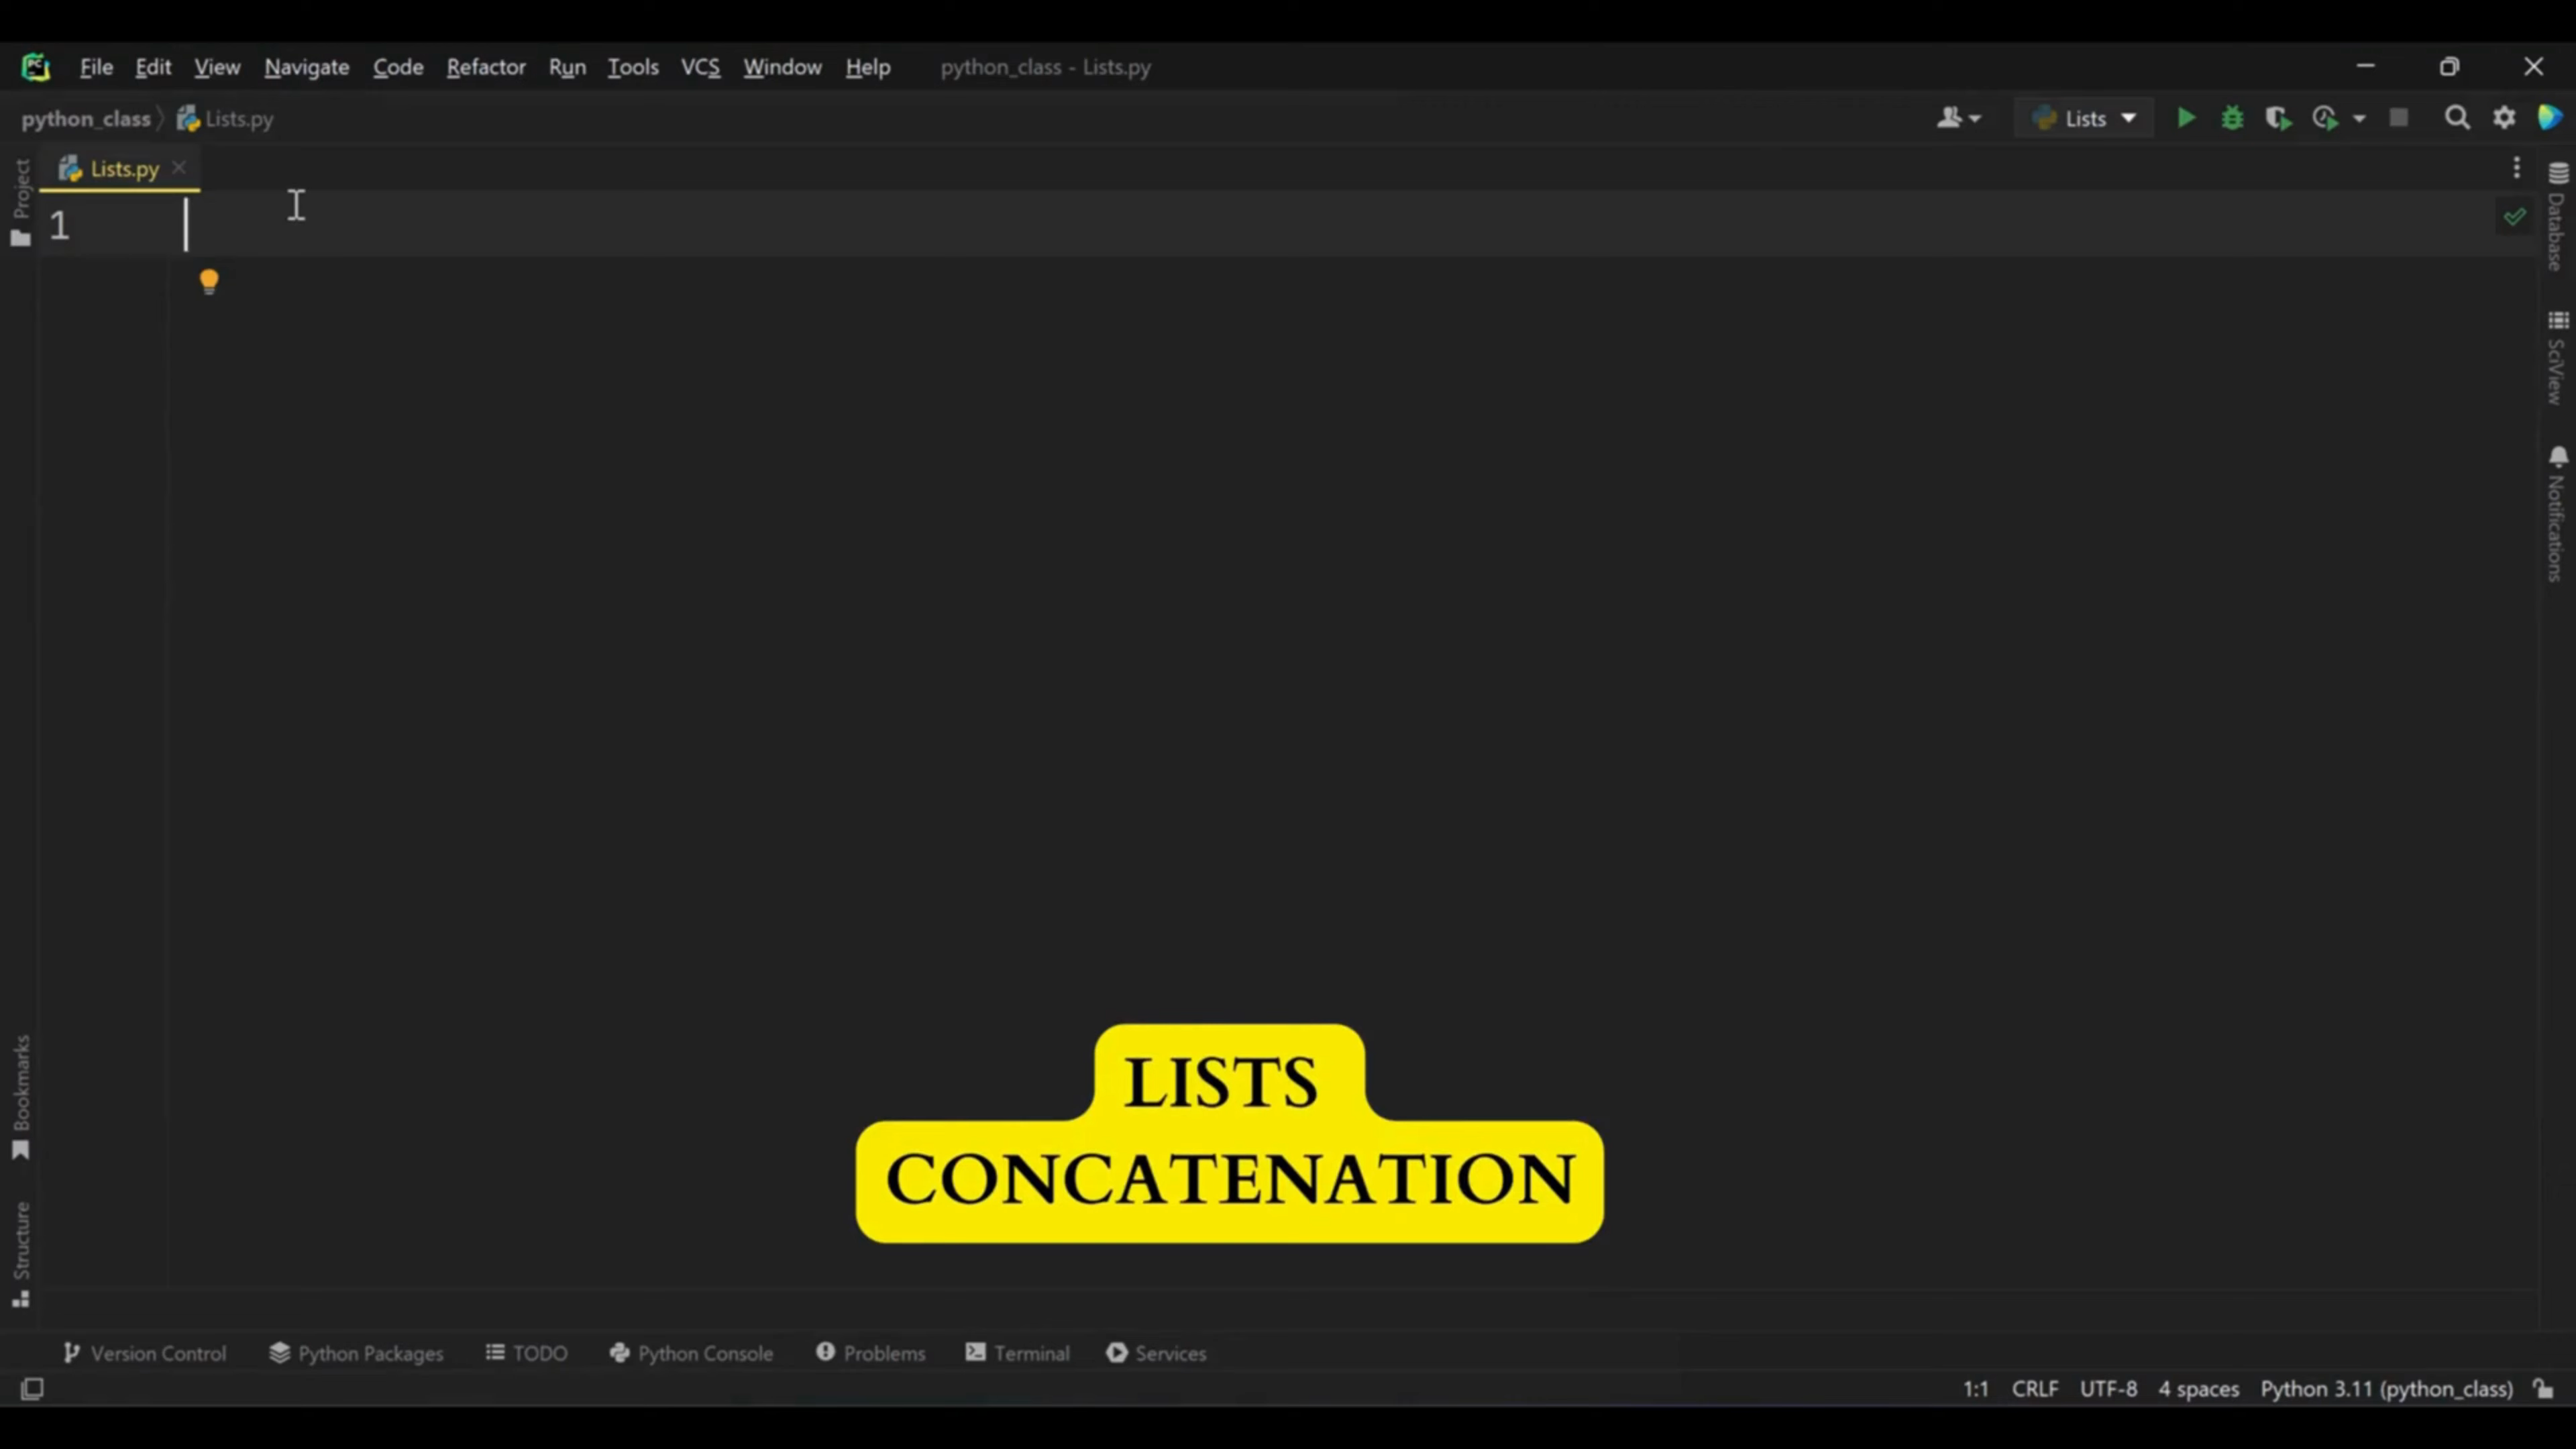 PC File Edit View Navigate Code Refactor Run Tools VCS Window Help python_class - Lists.py
python_class Lists.py Lists
Lists.py
Project
1
Database
SciView
Notifications
LISTS
CONCATENATION
Bookmarks
Structure
Version Control Python Packages TODO Python Console Problems Terminal Services
1:1 CRLF UTF-8 4 spaces Python 3.11 (python_class)